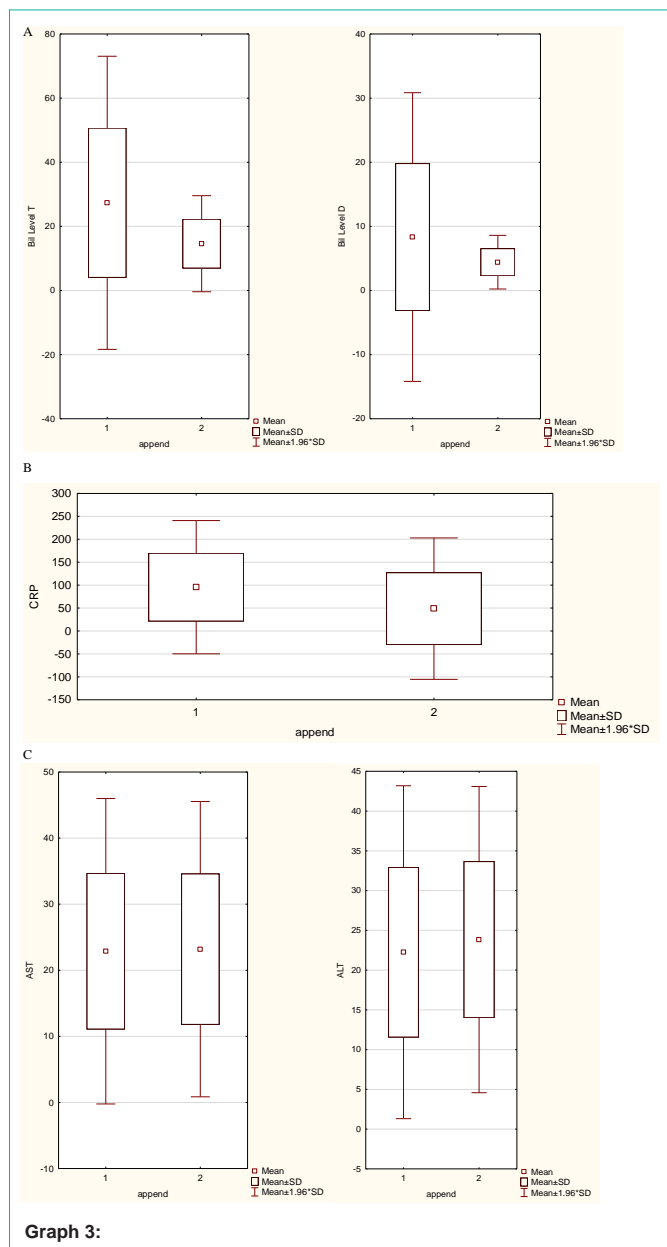 A
80
60
40
20
0
-20
-40
Bil Level T
1 2
append
Mean
Mean±SD
Mean±1.96*SD
40
30
20
10
0
-10
-20
Bil Level D
1 2
append
Mean
Mean±SD
Mean±1.96*SD
B
300
250
200
150
100
50
0
-50
-100
-150
CRP
1 2
append
Mean
Mean±SD
Mean±1.96*SD
C
50
40
30
20
10
0
-10
AST
1 2
append
Mean
Mean±SD
Mean±1.96*SD
45
40
35
30
25
20
15
10
5
0
-5
ALT
1 2
append
Mean
Mean±SD
Mean±1.96*SD
Graph 3: